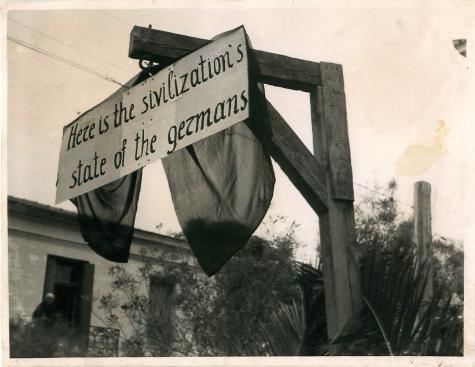 Here is the sivilization's
state of the germans